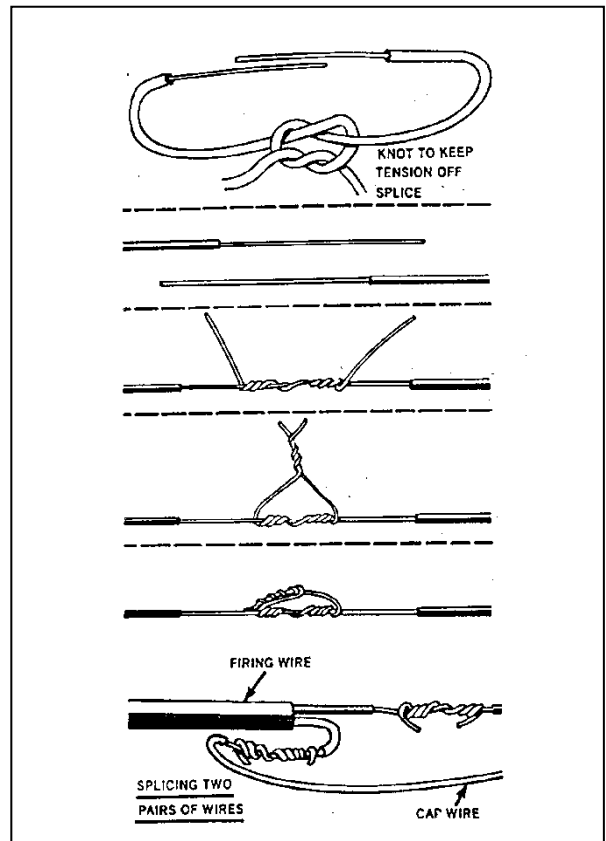 KNOT TO KEEP
TENSION OFF
SPLICE
FIRING WIRE
SPLICING TWO
PAIRS OF WIRES
CAP WIRE